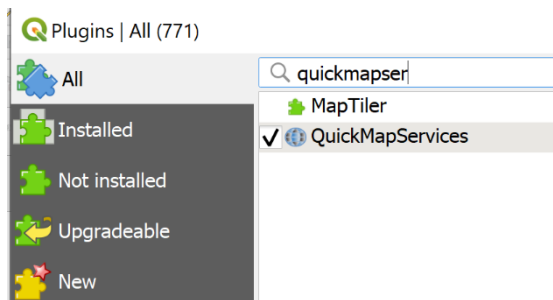 Plugins | All (771)
All
quickmapser
MapTiler
Installed
QuickMapServices
Not installed
Upgradeable
New